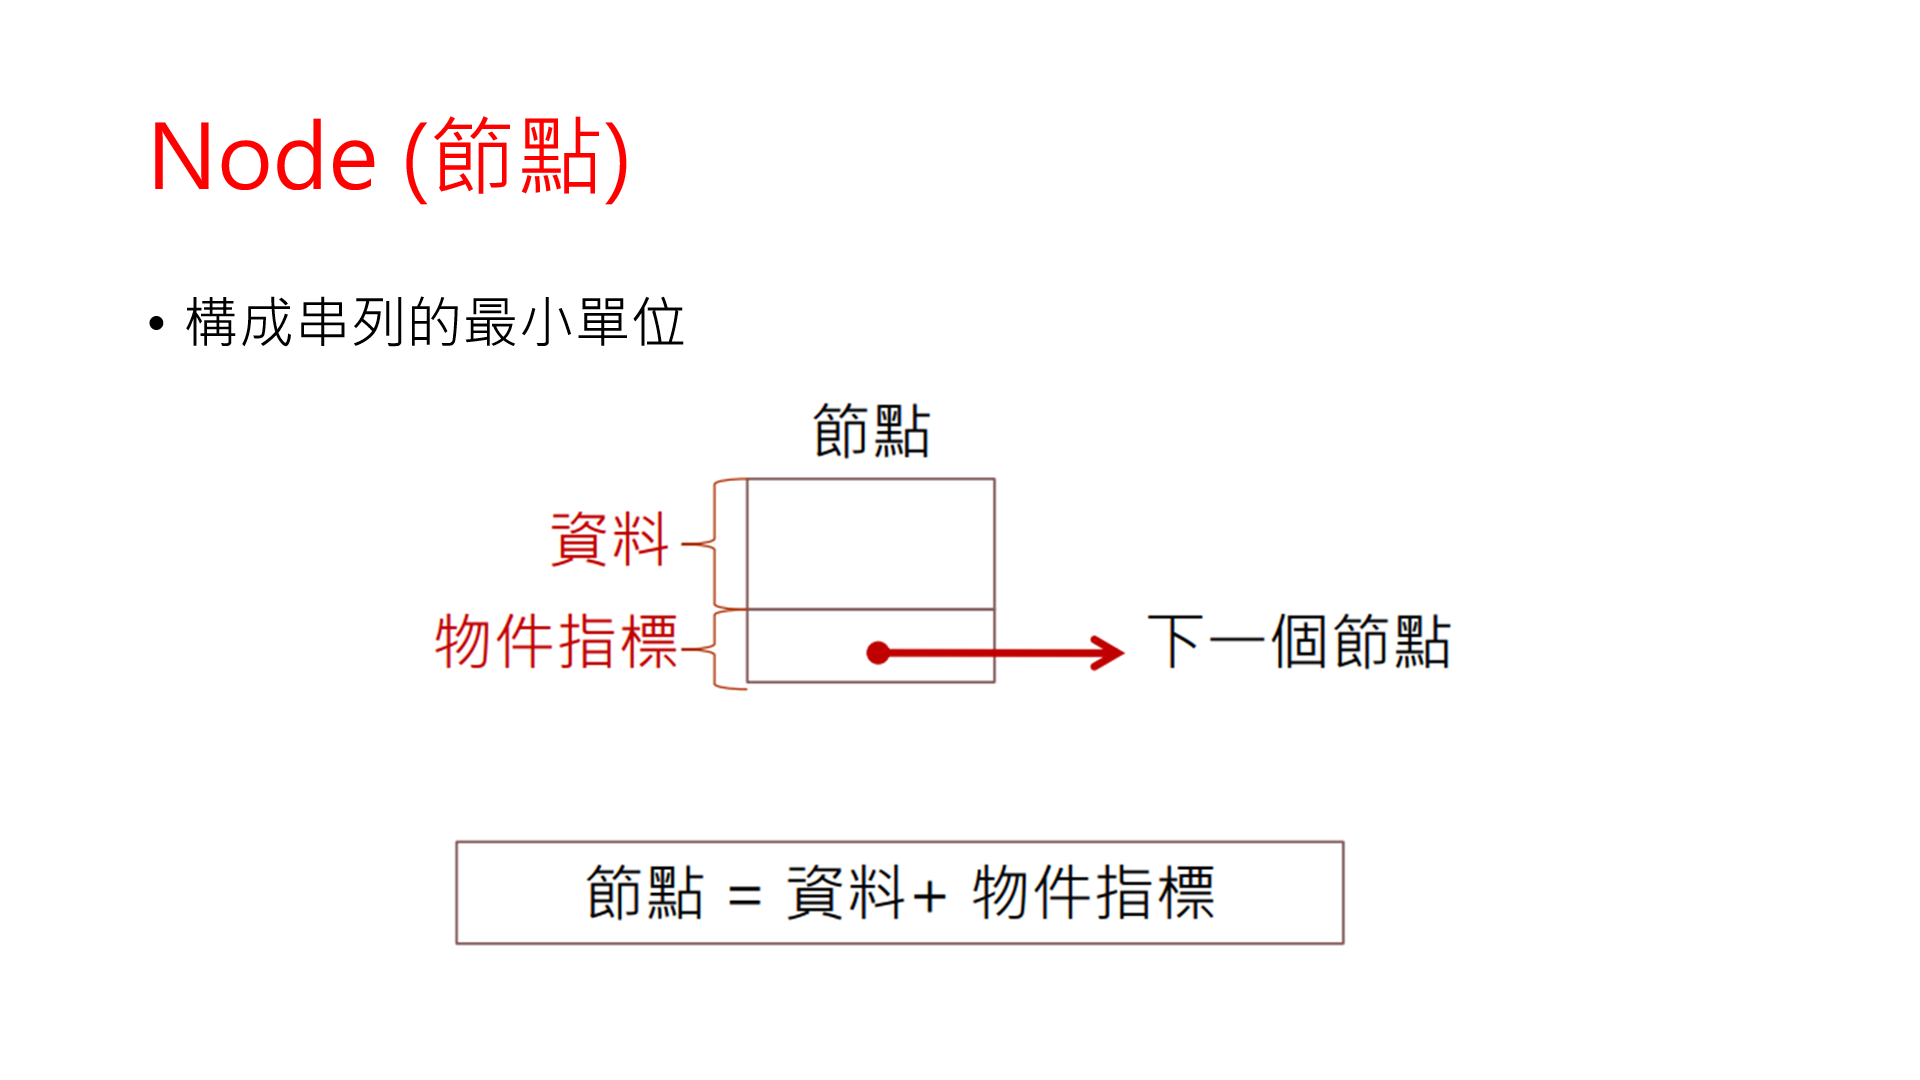 Node (節點)
• 構成串列的最小單位
節點
資料
物件指標
下一個節點
節點 = 資料+ 物件指標